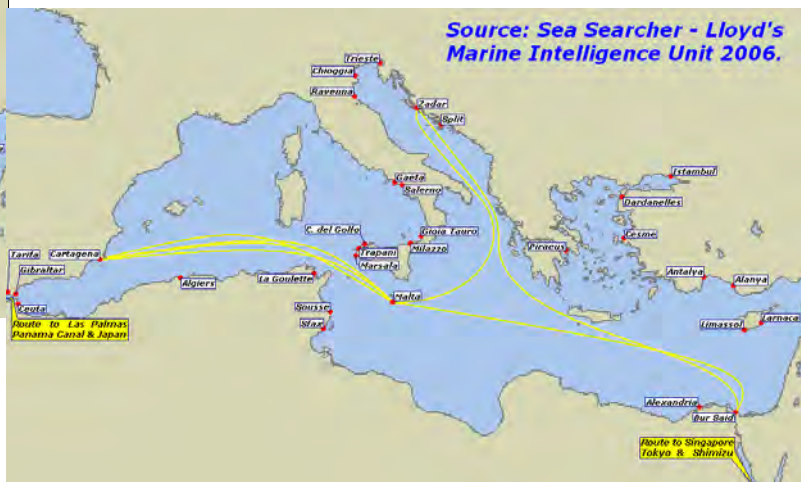 Source: Sea Searcher - Lloyd's
Marine Intelligence Unit 2006.
Trieste
Chioggia
Ravenna
Zadar
Split
Gaeta
Salerno
Istambul
Dardanelles
Cesme
C. del Golfo
Gioia Tauro
Trapani
Milazzo
Marsala
Piraeus
Tarifa
Cartagena
Gibraltar
Algiers
La Goulette
Antalya
Alanya
Ceuta
Malta
Sousse
Sfax
Limassol
Larnaca
Route to Las Palmas
Panama Canal & Japan
Alexandria
Bur Said
Route to Singapore
Tokyo & Shimizu